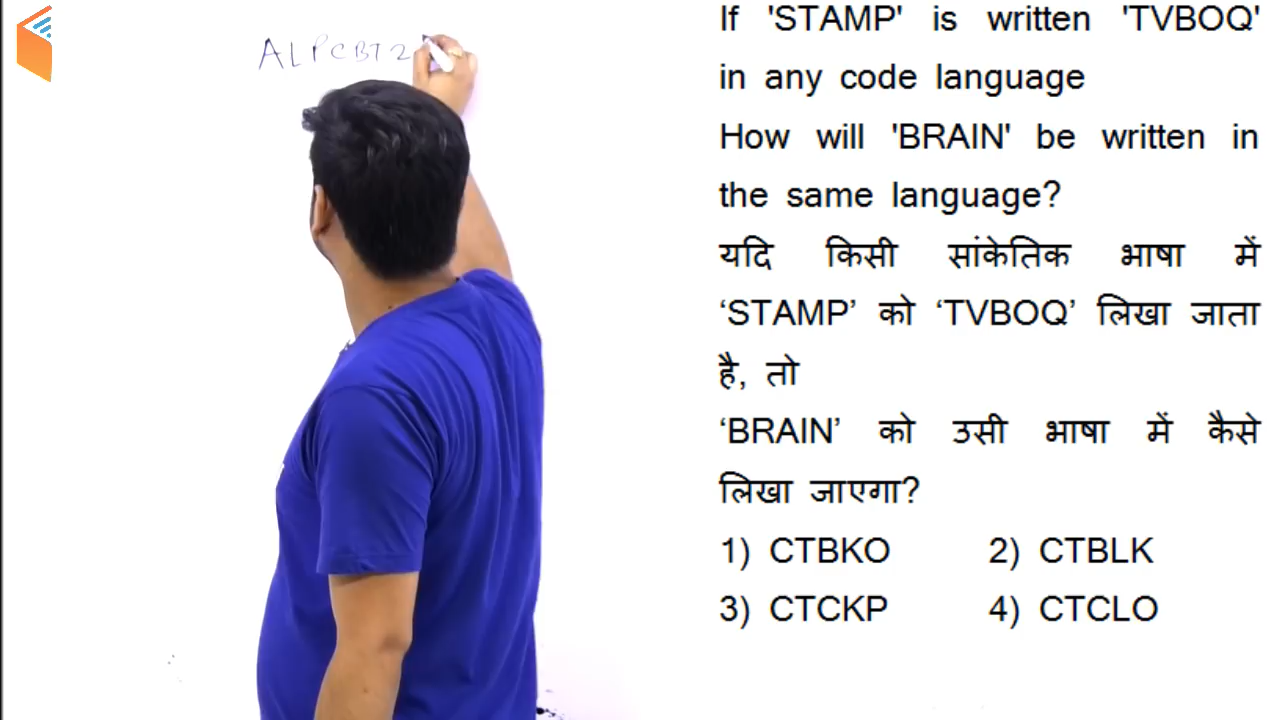 ALPCBT2
If 'STAMP' is written 'TVBOQ'
in any code language
How will 'BRAIN' be written in
the same language?
यदि किसी सांकेतिक भाषा में
‘STAMP’ को ‘TVBOQ’ लिखा जाता
है, तो
‘BRAIN’ को उसी भाषा में कैसे
लिखा जाएगा?
1) CTBKO 2) CTBLK
3) CTCKP 4) CTCLO